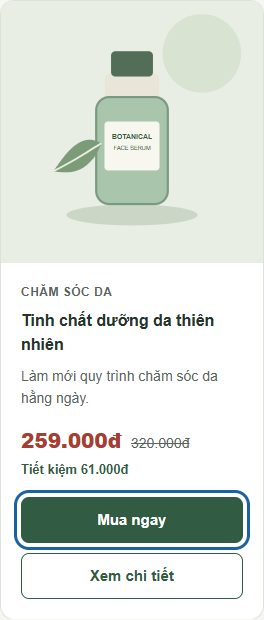 BOTANICAL
FACE SERUM
CHĂM SÓC DA
Tinh chất dưỡng da thiên
nhiên
Làm mới quy trình chăm sóc da
hằng ngày.
259.000đ 320.000đ
Tiết kiệm 61.000đ
Mua ngay
Xem chi tiết